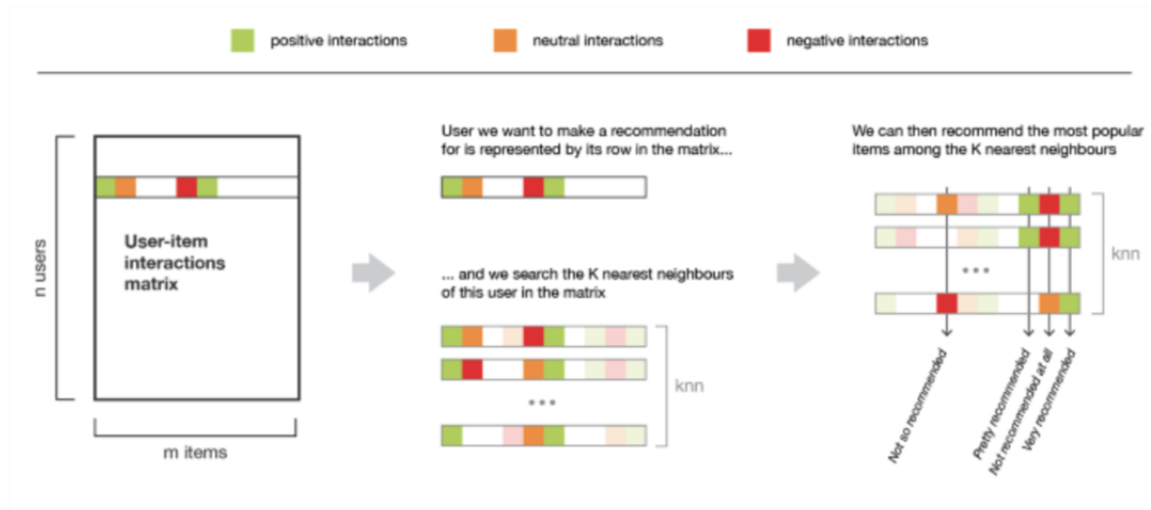 positive interactions
neutral interactions
negative interactions
n users
User-item
interactions
matrix
m items
User we want to make a recommendation
for is represented by its row in the matrix...
... and we search the K nearest neighbours
of this user in the matrix
knn
We can then recommend the most popular
items among the K nearest neighbours
knn
Not so recommended
Pretty recommended
Not recommended at all
Very recommended